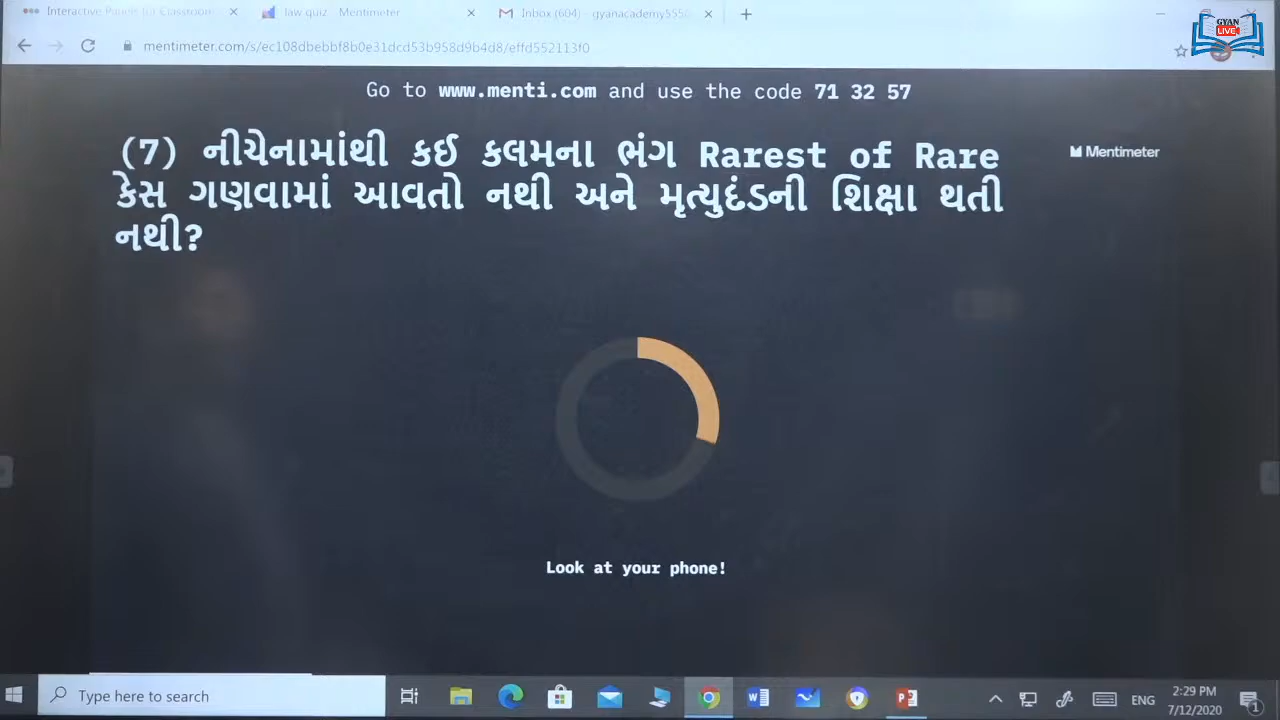 Interactive Panels for Classroom
law quiz - Mentimeter
Inbox (604) - gyanacademy5556
mentimeter.com/s/ec108dbebbf8b0e31dcd53b958d9b4d8/effd552113f0
GYAN
LIVE
Go to www.menti.com and use the code 71 32 57
(7) નીચેનામાંથી કઈ કલમના ભંગ Rarest of Rare
કેસ ગણવામાં આવતો નથી અને મૃત્યુદંડની શિક્ષા થતી
નથી?
Mentimeter
Look at your phone!
Type here to search
ENG
2:29 PM
7/12/2020
1